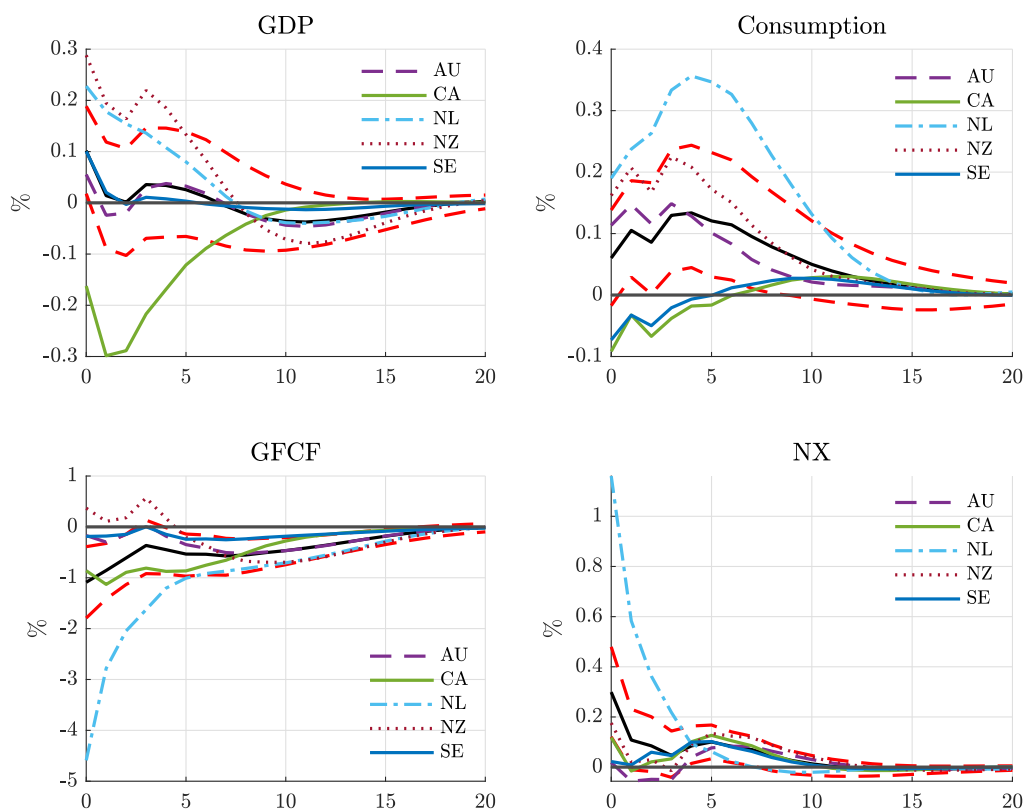 GDP
0.3
0.2
0.1
0
-0.1
-0.2
-0.3
%
0 5 10 15 20
AU
CA
NL
NZ
SE
Consumption
0.4
0.3
0.2
0.1
0
-0.1
%
0 5 10 15 20
AU
CA
NL
NZ
SE
GFCF
1
0
-1
-2
-3
-4
-5
%
0 5 10 15 20
AU
CA
NL
NZ
SE
NX
1
0.8
0.6
0.4
0.2
0
%
0 5 10 15 20
AU
CA
NL
NZ
SE